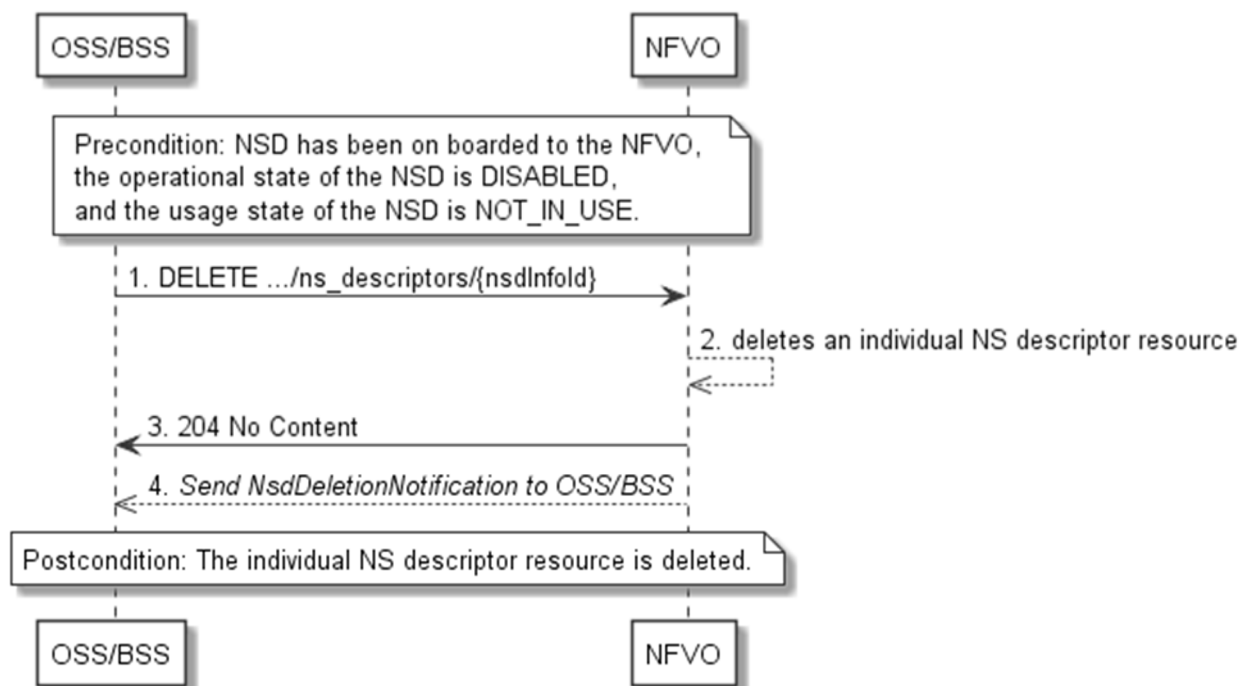 OSS/BSS
NFVO
Precondition: NSD has been on boarded to the NFVO,
the operational state of the NSD is DISABLED,
and the usage state of the NSD is NOT_IN_USE.
1. DELETE .../ns_descriptors/{nsdInfoId}
2. deletes an individual NS descriptor resource
3. 204 No Content
4. Send NsdDeletionNotification to OSS/BSS
Postcondition: The individual NS descriptor resource is deleted.
OSS/BSS
NFVO